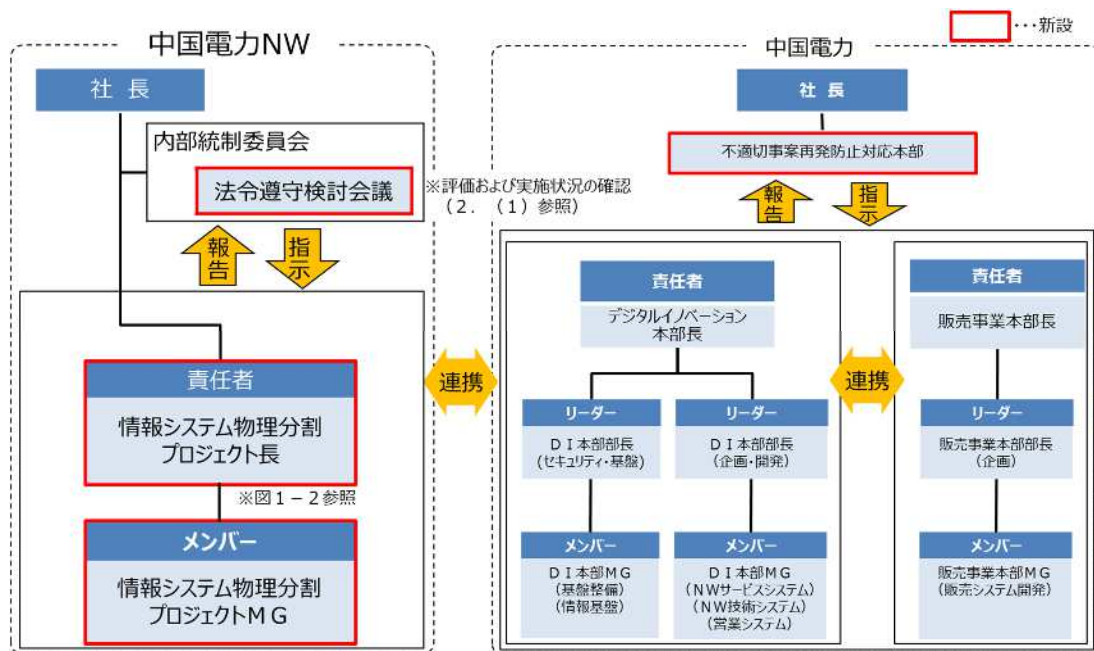 ・・・新設
中国電力NW
社 長
内部統制委員会
法令遵守検討会議
※評価および実施状況の確認
(2.(1)参照)
報告
指示
責任者
情報システム物理分割
プロジェクト長
※図1-2参照
メンバー
情報システム物理分割
プロジェクトMG
連携
中国電力
社 長
不適切事案再発防止対応本部
報告
指示
責任者
デジタルイノベーション
本部長
リーダー
DI本部部長
(セキュリティ・基盤)
メンバー
DI本部MG
(基盤整備)
(情報基盤)
リーダー
DI本部部長
(企画・開発)
メンバー
DI本部MG
(NWサービスシステム)
(NW技術システム)
(営業システム)
連携
責任者
販売事業本部長
リーダー
販売事業本部部長
(企画)
メンバー
販売事業本部MG
(販売システム開発)